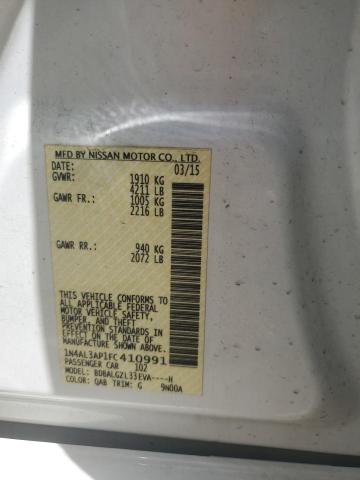 MFD BY NISSAN MOTOR CO., LTD.
DATE: 03/15
GVWR: 1910 KG
4211 LB
GAWR FR.: 1005 KG
2216 LB
GAWR RR.: 940 KG
2072 LB
THIS VEHICLE CONFORMS TO ALL
APPLICABLE FEDERAL
MOTOR VEHICLE SAFETY,
BUMPER, AND THEFT
PREVENTION STANDARDS IN
EFFECT ON THE DATE OF
MANUFACTURE SHOWN ABOVE.
1N4AL3AP1FC410991
PASSENGER CAR 102
MODEL: BDBALGZL33EVA----H
COLOR: QAB TRIM: G 9N00A